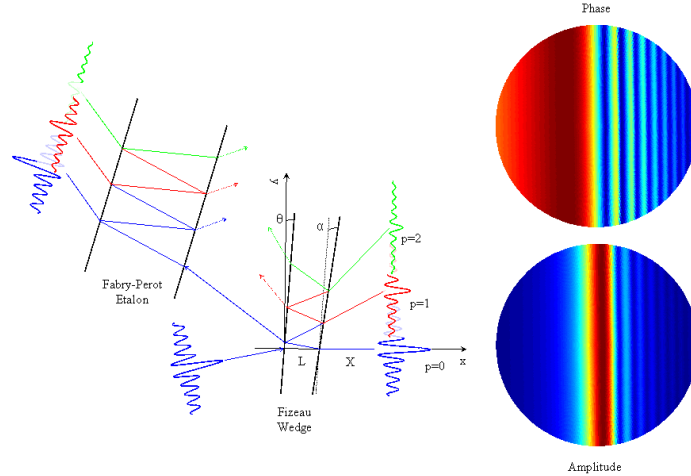 Phase
y
θ
α
p=2
Fabry-Perot
Etalon
p=1
L
X
x
p=0
Fizeau
Wedge
Amplitude